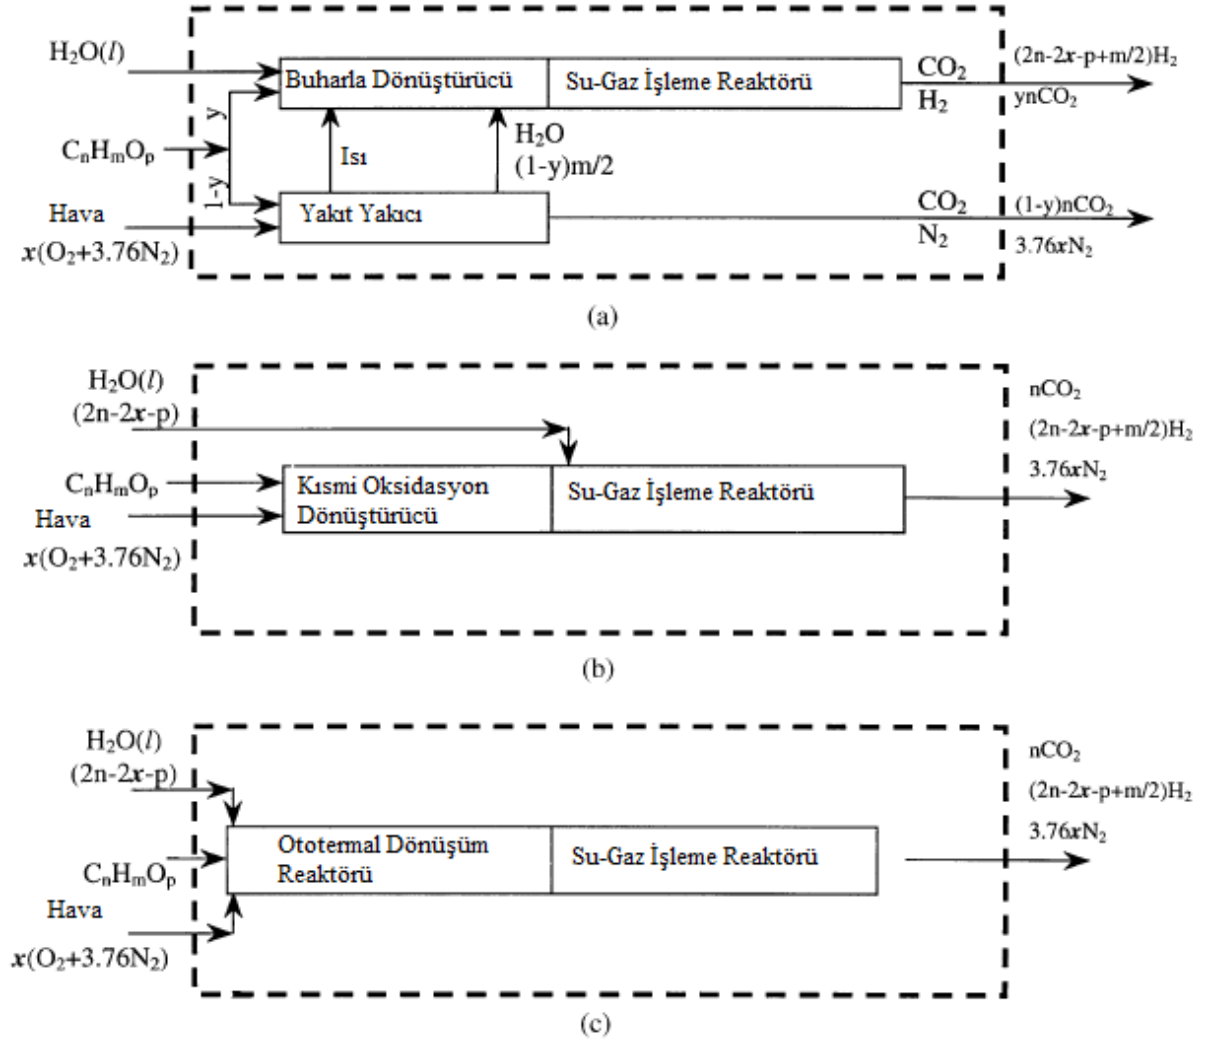 H₂O(l)
Buharla Dönüştürücü
Su-Gaz İşleme Reaktörü
CO₂
H₂
(2n-2x-p+m/2)H₂
ynCO₂
y
CₙHₘOₚ
1-y
Isı
H₂O
(1-y)m/2
Hava
x(O₂+3.76N₂)
Yakıt Yakıcı
CO₂
N₂
(1-y)nCO₂
3.76xN₂
(a)
H₂O(l)
(2n-2x-p)
CₙHₘOₚ
Hava
x(O₂+3.76N₂)
Kısmi Oksidasyon
Dönüştürücü
Su-Gaz İşleme Reaktörü
nCO₂
(2n-2x-p+m/2)H₂
3.76xN₂
(b)
H₂O(l)
(2n-2x-p)
CₙHₘOₚ
Hava
x(O₂+3.76N₂)
Ototermal Dönüşüm
Reaktörü
Su-Gaz İşleme Reaktörü
nCO₂
(2n-2x-p+m/2)H₂
3.76xN₂
(c)